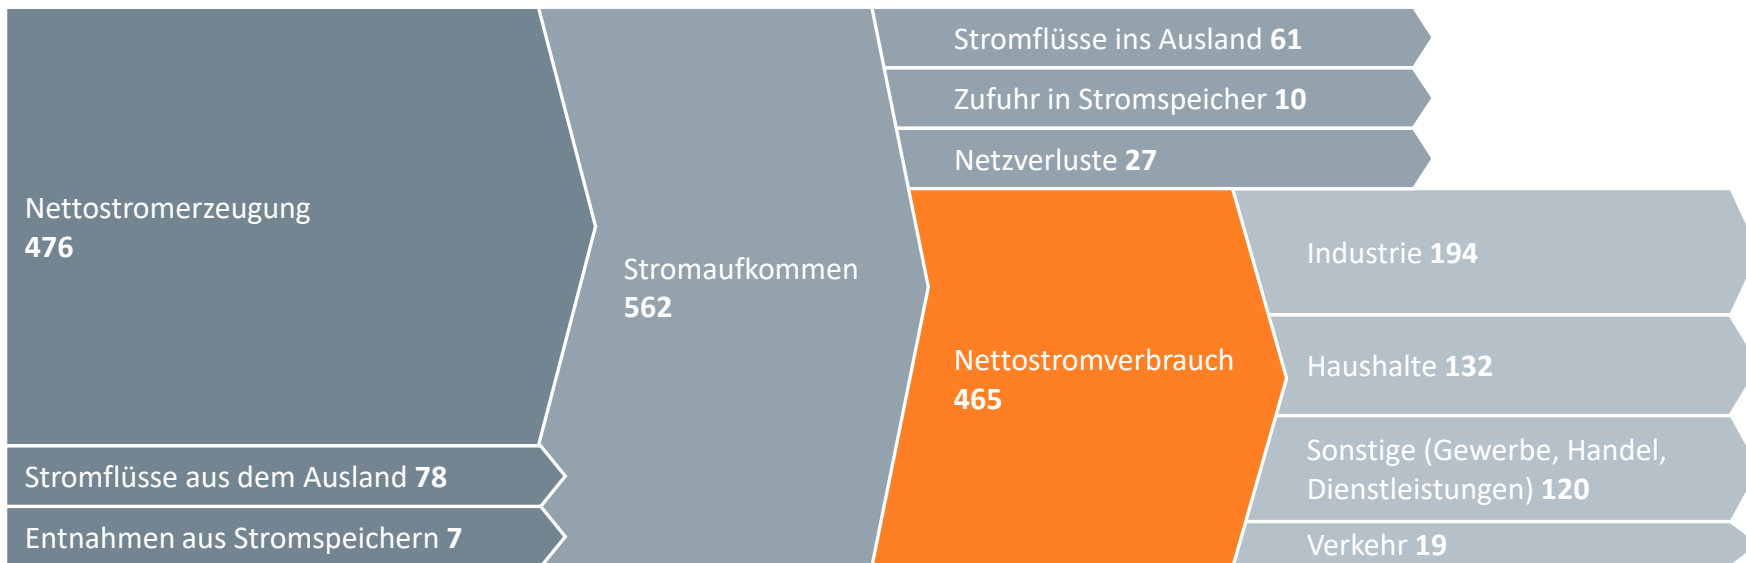 Nettostromerzeugung
476
Stromflüsse aus dem Ausland 78
Entnahmen aus Stromspeichern 7
Stromaufkommen
562
Stromflüsse ins Ausland 61
Zufuhr in Stromspeicher 10
Netzverluste 27
Nettostromverbrauch
465
Industrie 194
Haushalte 132
Sonstige (Gewerbe, Handel,
Dienstleistungen) 120
Verkehr 19